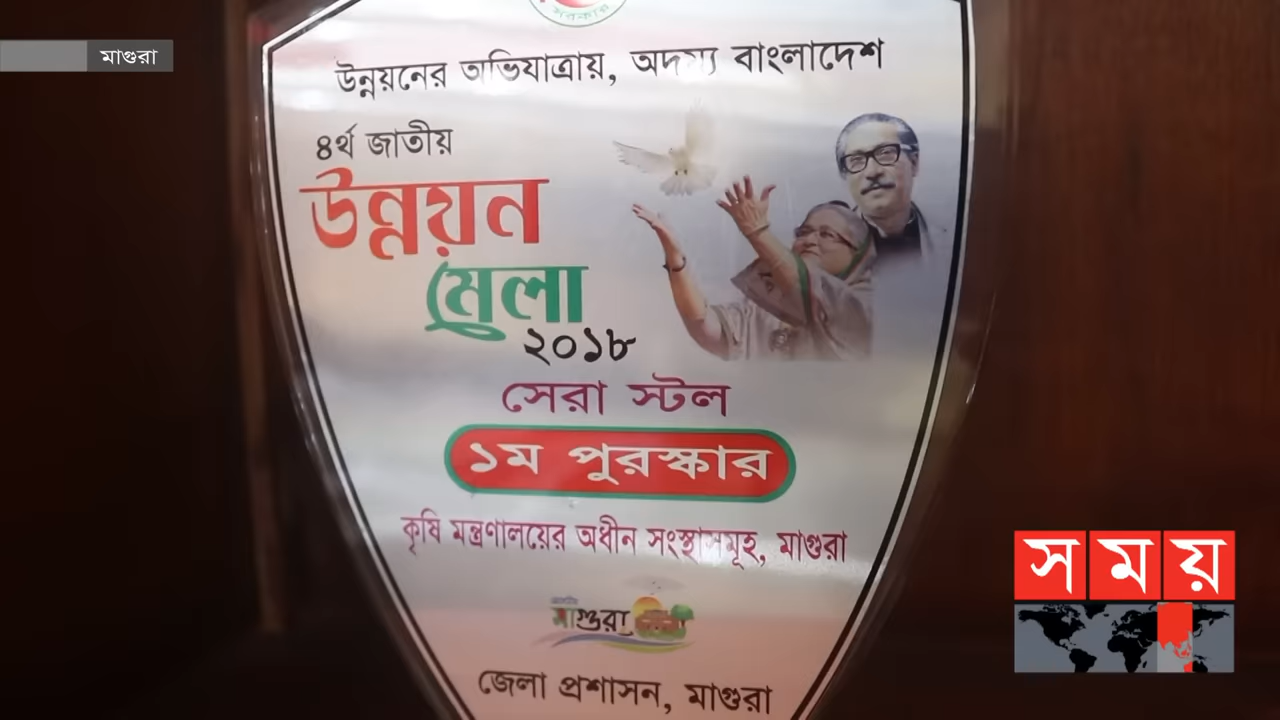 মাগুরা
সরকার
উন্নয়নের অভিযাত্রায়, অদম্য বাংলাদেশ
৪র্থ জাতীয়
উন্নয়ন
মেলা
২০১৮
সেরা স্টল
১ম পুরস্কার
কৃষি মন্ত্রণালয়ের অধীন সংস্থাসমূহ, মাগুরা
মাগুরা
জেলা প্রশাসন, মাগুরা
সময়